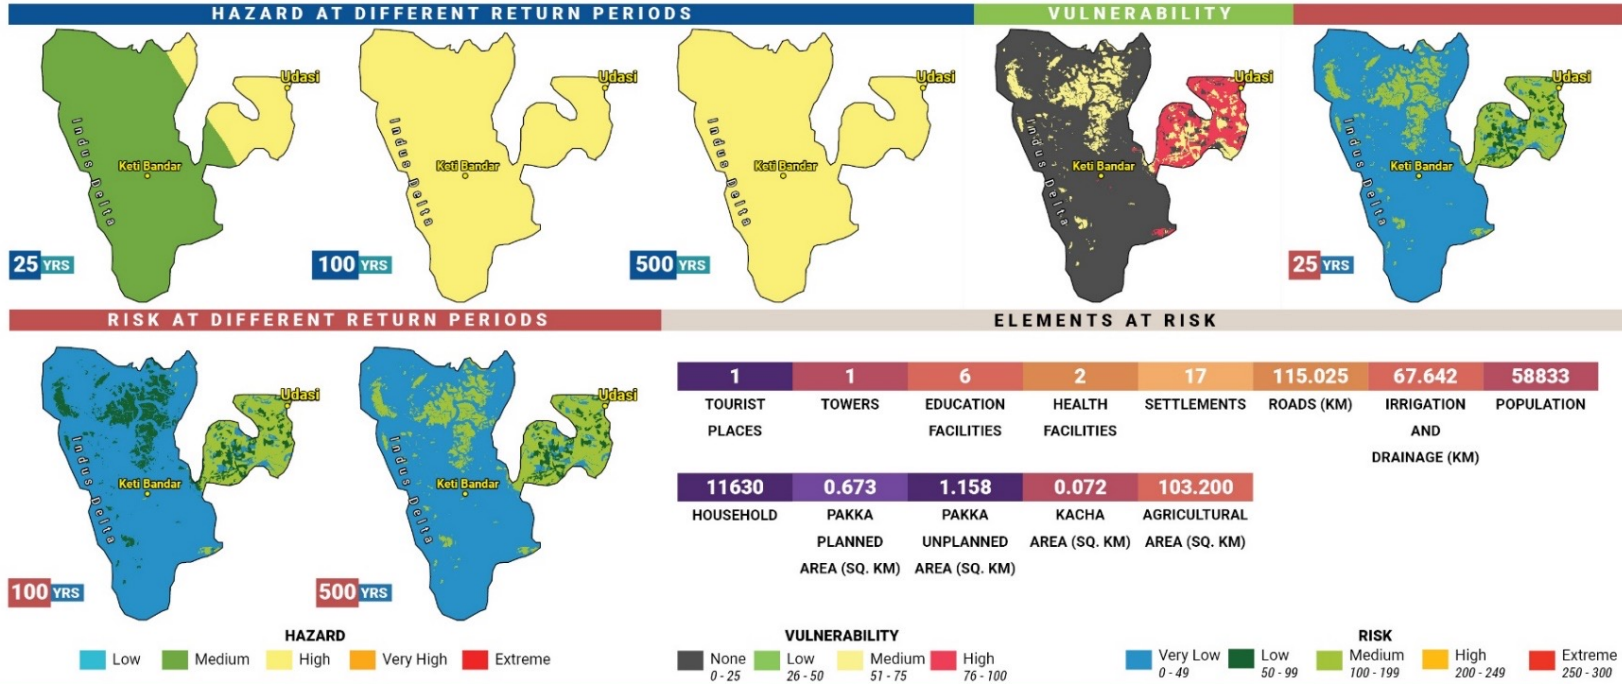 HAZARD AT DIFFERENT RETURN PERIODS
VULNERABILITY
Udasi
Indus Delta
Keti Bandar
25 YRS
Udasi
Indus Delta
Keti Bandar
100 YRS
Udasi
Indus Delta
Keti Bandar
500 YRS
Udasi
Indus Delta
Keti Bandar
Udasi
Indus Delta
Keti Bandar
25 YRS
RISK AT DIFFERENT RETURN PERIODS
ELEMENTS AT RISK
Udasi
Indus Delta
Keti Bandar
100 YRS
Udasi
Indus Delta
Keti Bandar
500 YRS
1
TOURIST
PLACES
1
TOWERS
6
EDUCATION
FACILITIES
2
HEALTH
FACILITIES
17
SETTLEMENTS
115.025
ROADS (KM)
67.642
IRRIGATION
AND
DRAINAGE (KM)
58833
POPULATION
11630
HOUSEHOLD
0.673
PAKKA
PLANNED
AREA (SQ. KM)
1.158
PAKKA
UNPLANNED
AREA (SQ. KM)
0.072
KACHA
AREA (SQ. KM)
103.200
AGRICULTURAL
AREA (SQ. KM)
HAZARD
Low
Medium
High
Very High
Extreme
VULNERABILITY
None
0 - 25
Low
26 - 50
Medium
51 - 75
High
76 - 100
RISK
Very Low
0 - 49
Low
50 - 99
Medium
100 - 199
High
200 - 249
Extreme
250 - 300